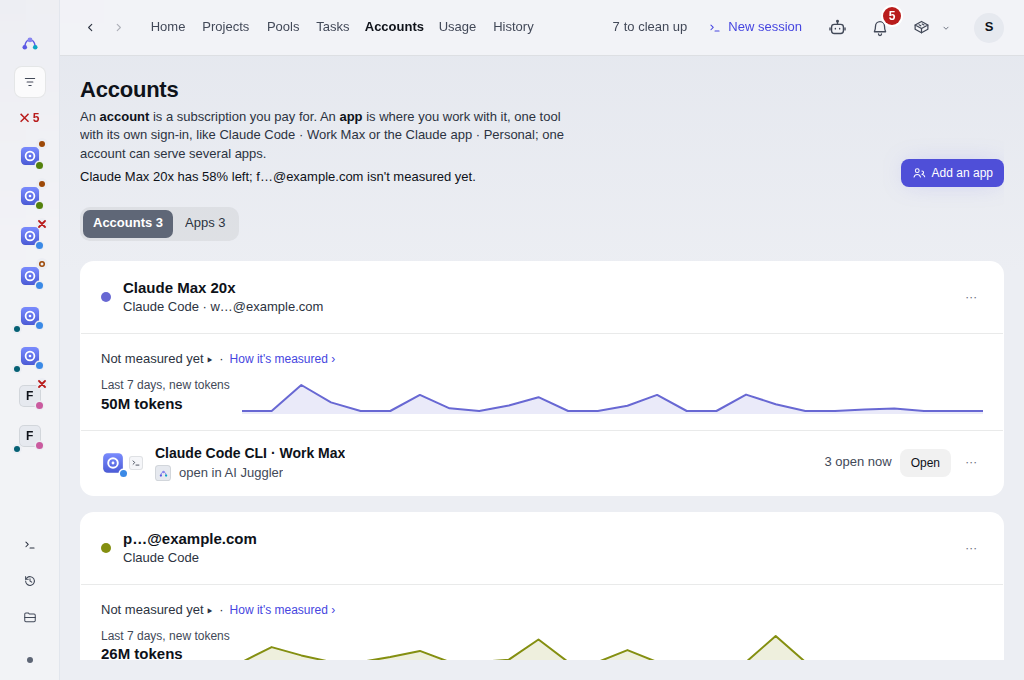 Home Projects Pools Tasks Accounts Usage History 7 to clean up New session 5 S
5
F
F
Accounts
An account is a subscription you pay for. An app is where you work with it, one tool
with its own sign-in, like Claude Code · Work Max or the Claude app · Personal; one
account can serve several apps.
Claude Max 20x has 58% left; f…@example.com isn't measured yet.
Add an app
Accounts 3 Apps 3
Claude Max 20x
Claude Code · w…@example.com
Not measured yet ▸ · How it's measured ›
Last 7 days, new tokens
50M tokens
Claude Code CLI · Work Max
open in AI Juggler
3 open now Open
p…@example.com
Claude Code
Not measured yet ▸ · How it's measured ›
Last 7 days, new tokens
26M tokens